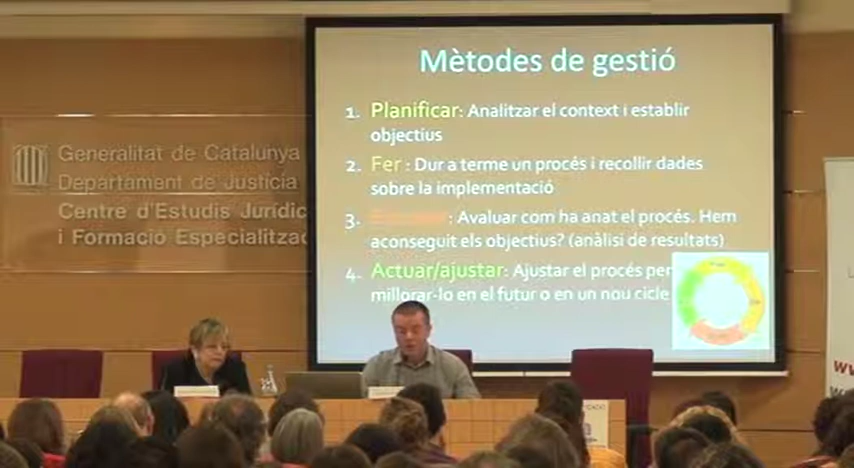 Mètodes de gestió
1. Planificar: Analitzar el context i establir
objectius
2. Fer : Dur a terme un procés i recollir dades
sobre la implementació
3. : Avaluar com ha anat el procés. Hem
aconseguit els objectius? (anàlisi de resultats)
4. Actuar/ajustar: Ajustar el procés per
millorar-lo en el futur o en un nou cicle
Generalitat de Catalunya
Departament de Justícia
Centre d'Estudis Jurídic
i Formació Especialitzac